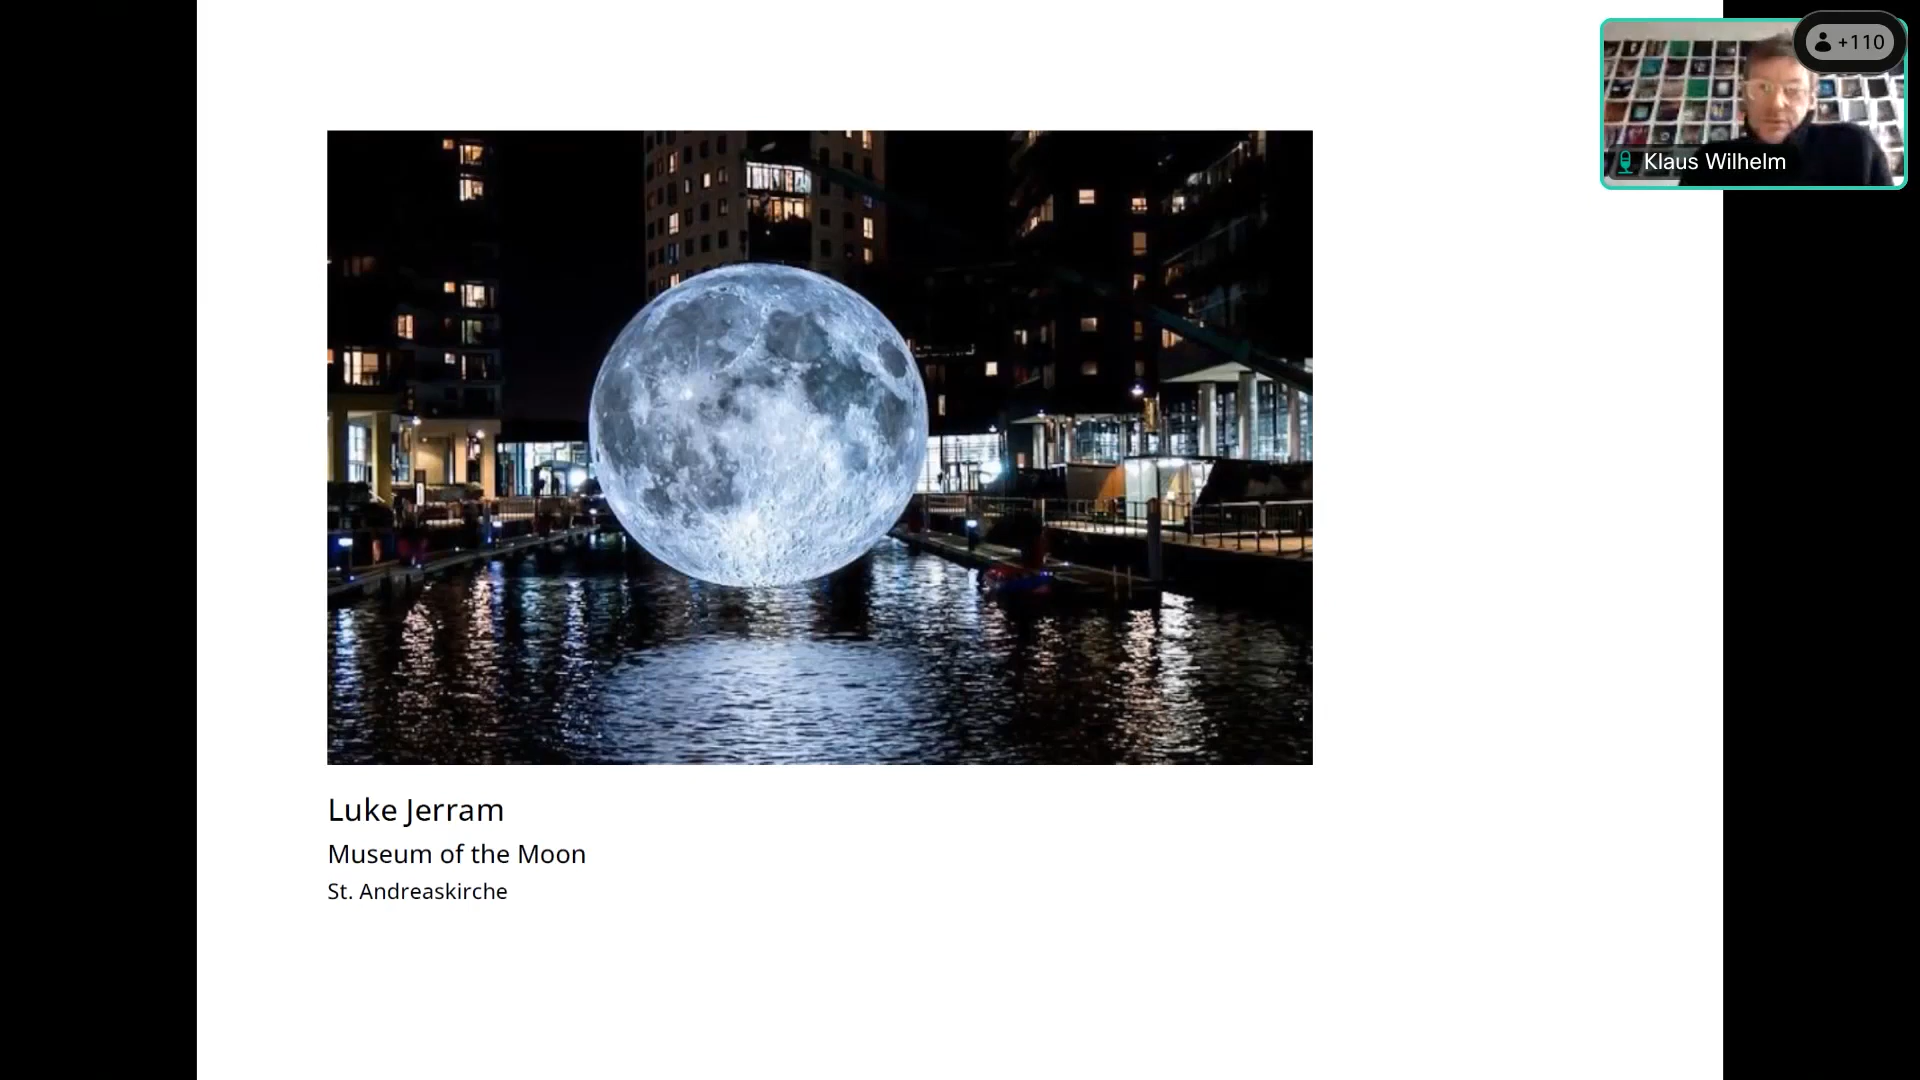 +110
Klaus Wilhelm
Luke Jerram
Museum of the Moon
St. Andreaskirche